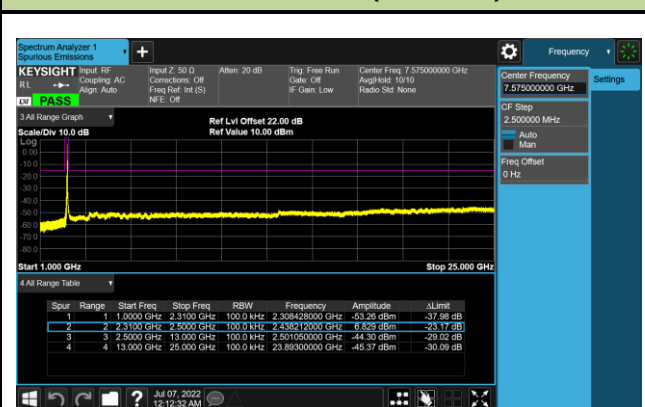 Spectrum Analyzer 1
Spurious Emissions
Frequency
KEYSIGHT Input: RF Input Z: 50 Ω Atten: 20 dB Trig: Free Run Center Freq: 7.575000000 GHz
RL Coupling: AC Corrections: Off Gate: Off Avg|Hold: 10/10
Align: Auto Freq Ref: Int (S) IF Gain: Low Radio Std: None
LXI PASS NFE: Off
Center Frequency
7.575000000 GHz
Settings
CF Step
2.500000 MHz
Auto
Man
Freq Offset
0 Hz
3 All Range Graph
Ref Lvl Offset 22.00 dB
Scale/Div 10.0 dB Ref Value 10.00 dBm
Log
0.00
-10.0
-20.0
-30.0
-40.0
-50.0
-60.0
-70.0
-80.0
Start 1.000 GHz Stop 25.000 GHz
4 All Range Table
Spur Range Start Freq Stop Freq RBW Frequency Amplitude ΔLimit
1 1 1.0000 GHz 2.3100 GHz 100.0 kHz 2.308428000 GHz -53.26 dBm -37.98 dB
2 2 2.3100 GHz 2.5000 GHz 100.0 kHz 2.438212000 GHz 6.829 dBm -23.17 dB
3 3 2.5000 GHz 13.000 GHz 100.0 kHz 2.501050000 GHz -44.30 dBm -29.02 dB
4 4 13.000 GHz 25.000 GHz 100.0 kHz 23.89300000 GHz -45.37 dBm -30.09 dB
Jul 07, 2022
12:12:32 AM